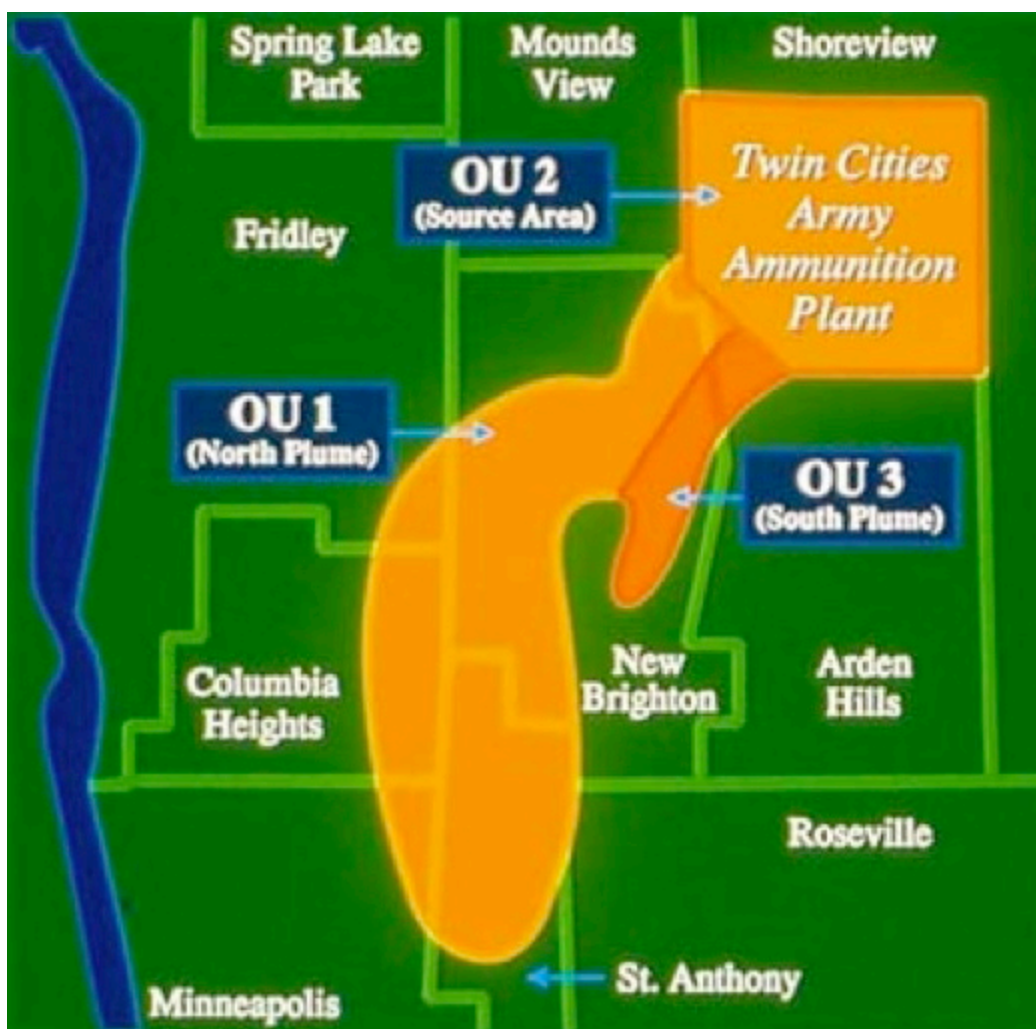 Spring Lake
Park
Mounds
View
Shoreview
OU 2
(Source Area)
Twin Cities
Army
Ammunition
Plant
Fridley
OU 1
(North Plume)
OU 3
(South Plume)
Columbia
Heights
New
Brighton
Arden
Hills
Roseville
St. Anthony
Minneapolis